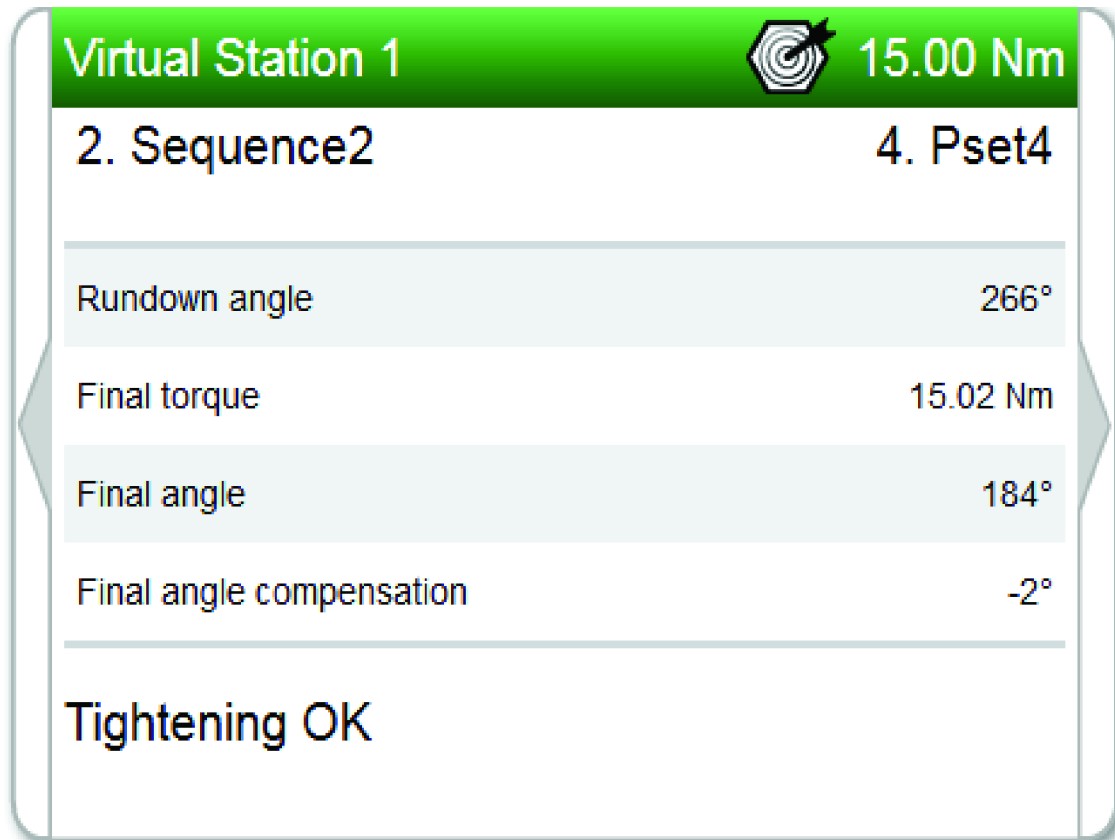 Virtual Station 1 15.00 Nm
2. Sequence2 4. Pset4
Rundown angle 266°
Final torque 15.02 Nm
Final angle 184°
Final angle compensation -2°
Tightening OK